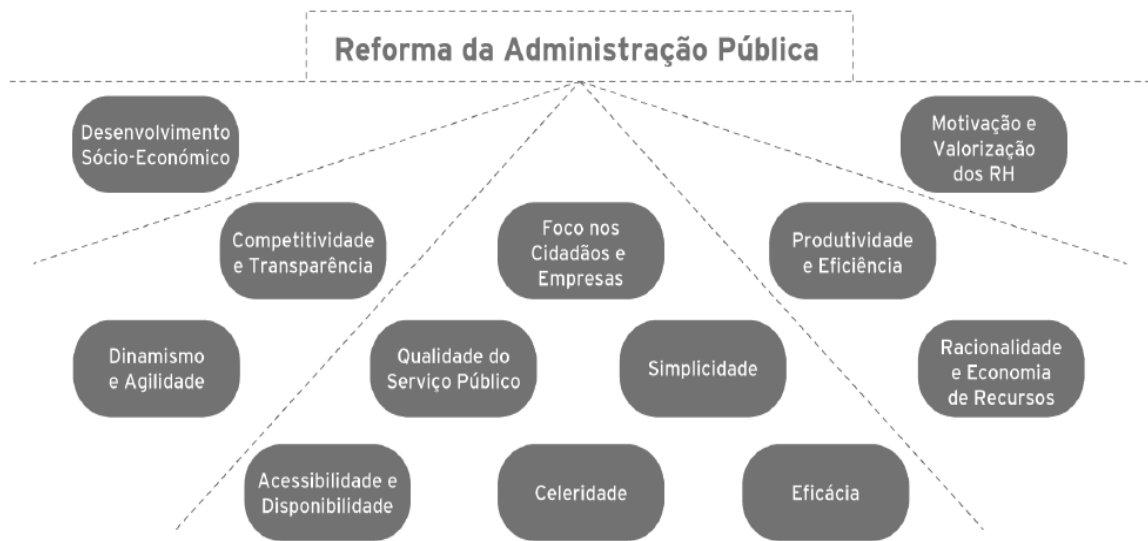 Reforma da Administração Pública
Desenvolvimento
Sócio-Económico
Motivação e
Valorização
dos RH
Competitividade
e Transparência
Foco nos
Cidadãos e
Empresas
Produtividade
e Eficiência
Dinamismo
e Agilidade
Qualidade do
Serviço Público
Simplicidade
Racionalidade
e Economia
de Recursos
Acessibilidade e
Disponibilidade
Celeridade
Eficácia